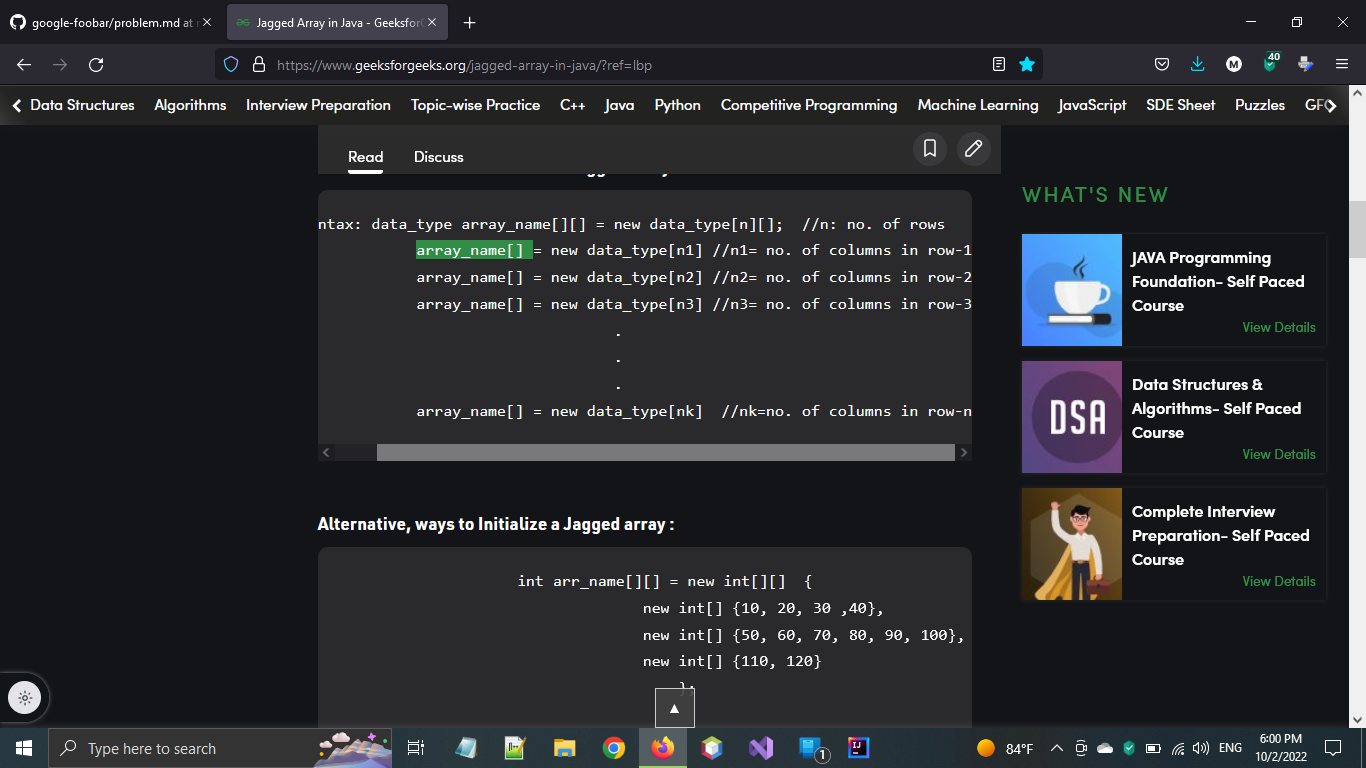 google-foobar/problem.md at r
Jagged Array in Java - GeeksforG
https://www.geeksforgeeks.org/jagged-array-in-java/?ref=lbp
M
40
Data Structures Algorithms Interview Preparation Topic-wise Practice C++ Java Python Competitive Programming Machine Learning JavaScript SDE Sheet Puzzles GFG
Read Discuss
ntax: data_type array_name[][] = new data_type[n][];  //n: no. of rows
array_name[] = new data_type[n1] //n1= no. of columns in row-1
array_name[] = new data_type[n2] //n2= no. of columns in row-2
array_name[] = new data_type[n3] //n3= no. of columns in row-3
.
.
.
array_name[] = new data_type[nk]  //nk=no. of columns in row-n
Alternative, ways to Initialize a Jagged array :
int arr_name[][] = new int[][]  {
new int[] {10, 20, 30 ,40},
new int[] {50, 60, 70, 80, 90, 100},
new int[] {110, 120}
};
WHAT'S NEW
JAVA Programming
Foundation- Self Paced
Course
View Details
DSA
Data Structures &
Algorithms- Self Paced
Course
View Details
Complete Interview
Preparation- Self Paced
Course
View Details
Type here to search
1
84°F
ENG
6:00 PM
10/2/2022